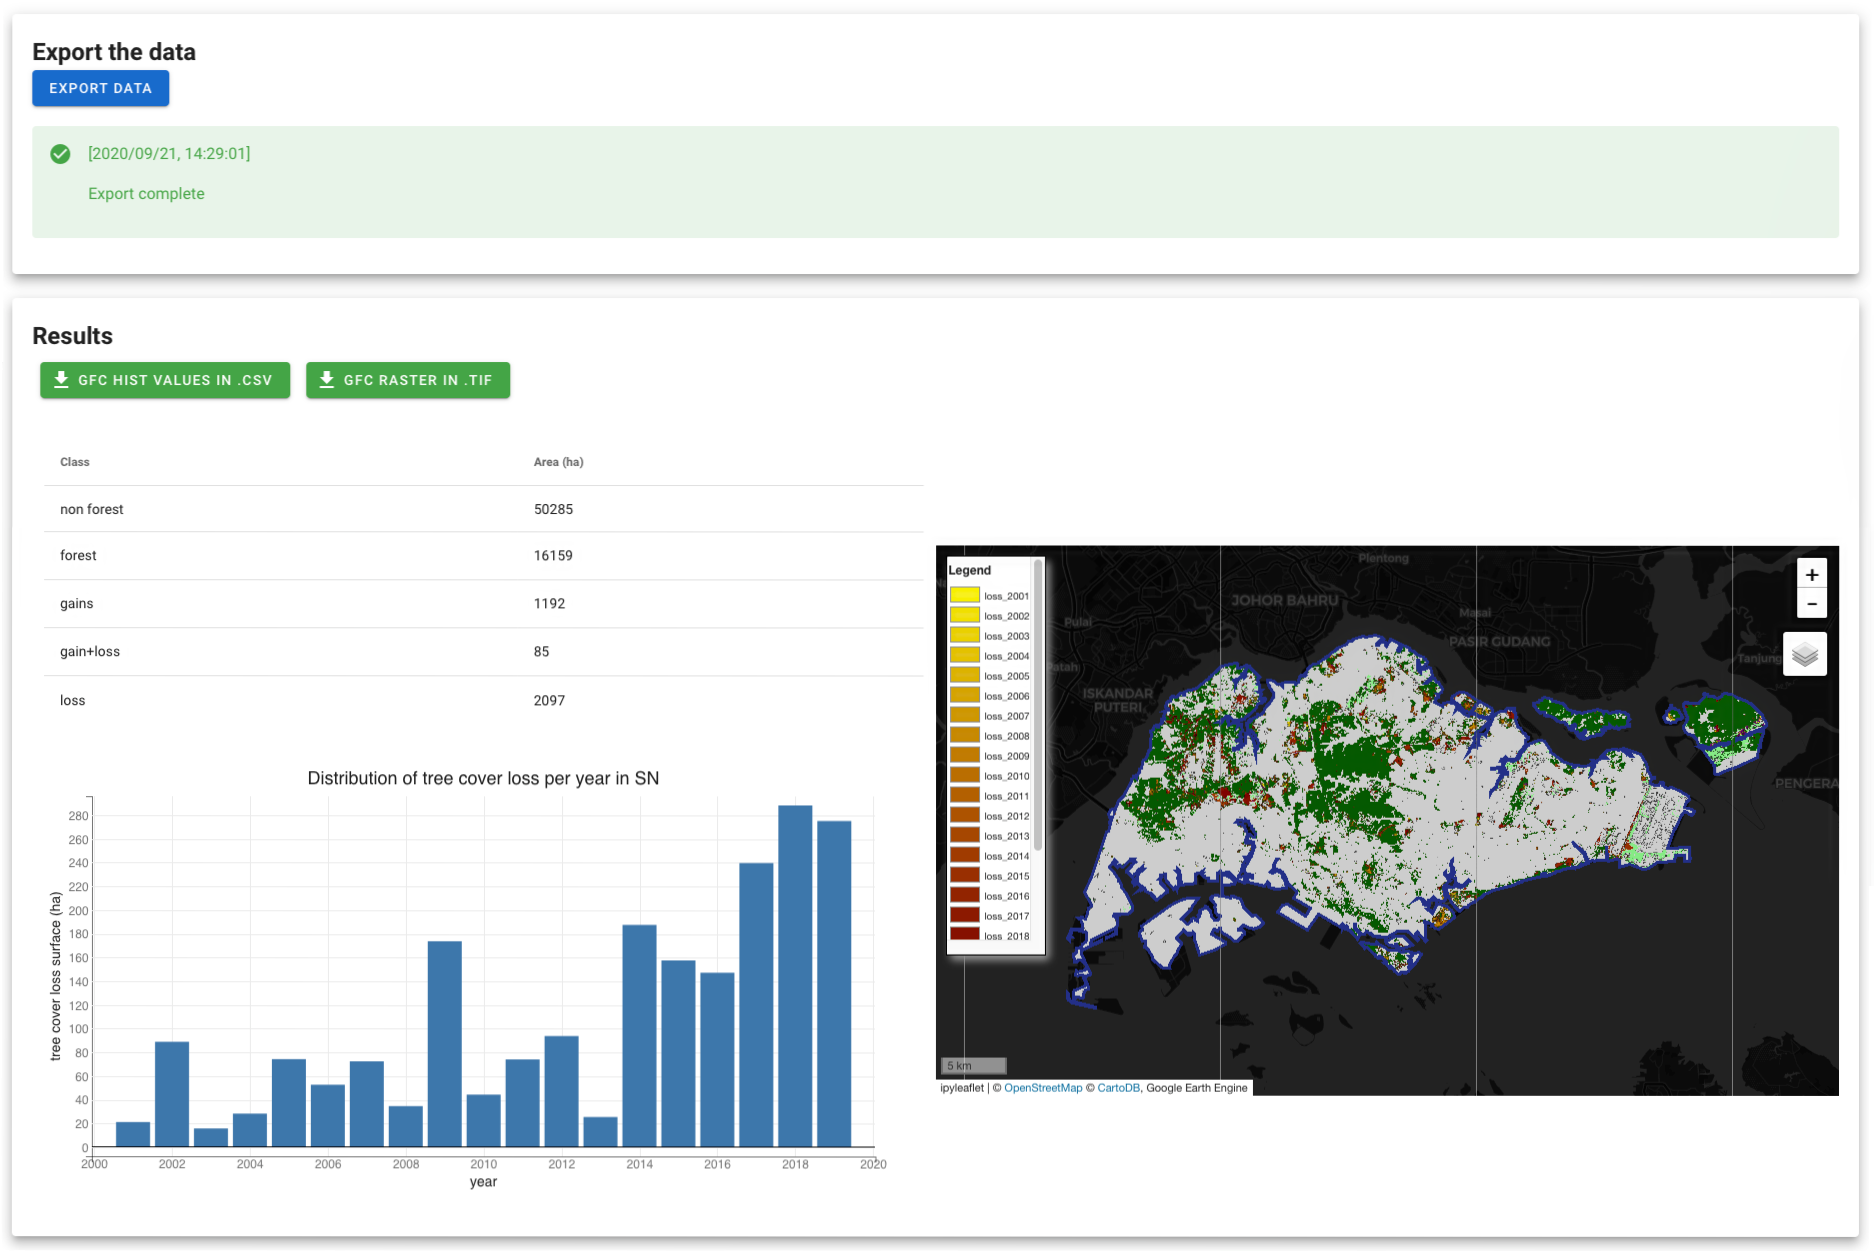 Export the data
EXPORT DATA
[2020/09/21, 14:29:01]
Export complete
Results
GFC HIST VALUES IN .CSV
GFC RASTER IN .TIF
Class Area (ha)
non forest 50285
forest 16159
gains 1192
gain+loss 85
loss 2097
Distribution of tree cover loss per year in SN
tree cover loss surface (ha)
280
260
240
220
200
180
160
140
120
100
80
60
40
20
0
2000 2002 2004 2006 2008 2010 2012 2014 2016 2018 2020
year
Legend
loss_2001
loss_2002
loss_2003
loss_2004
loss_2005
loss_2006
loss_2007
loss_2008
loss_2009
loss_2010
loss_2011
loss_2012
loss_2013
loss_2014
loss_2015
loss_2016
loss_2017
loss_2018
Plentong
JOHOR BAHRU
Masai
Pulai
PASIR GUDANG
Tanjung
ISKANDAR
PUTERI
PENGERA
+
−
5 km
ipyleaflet | © OpenStreetMap © CartoDB, Google Earth Engine